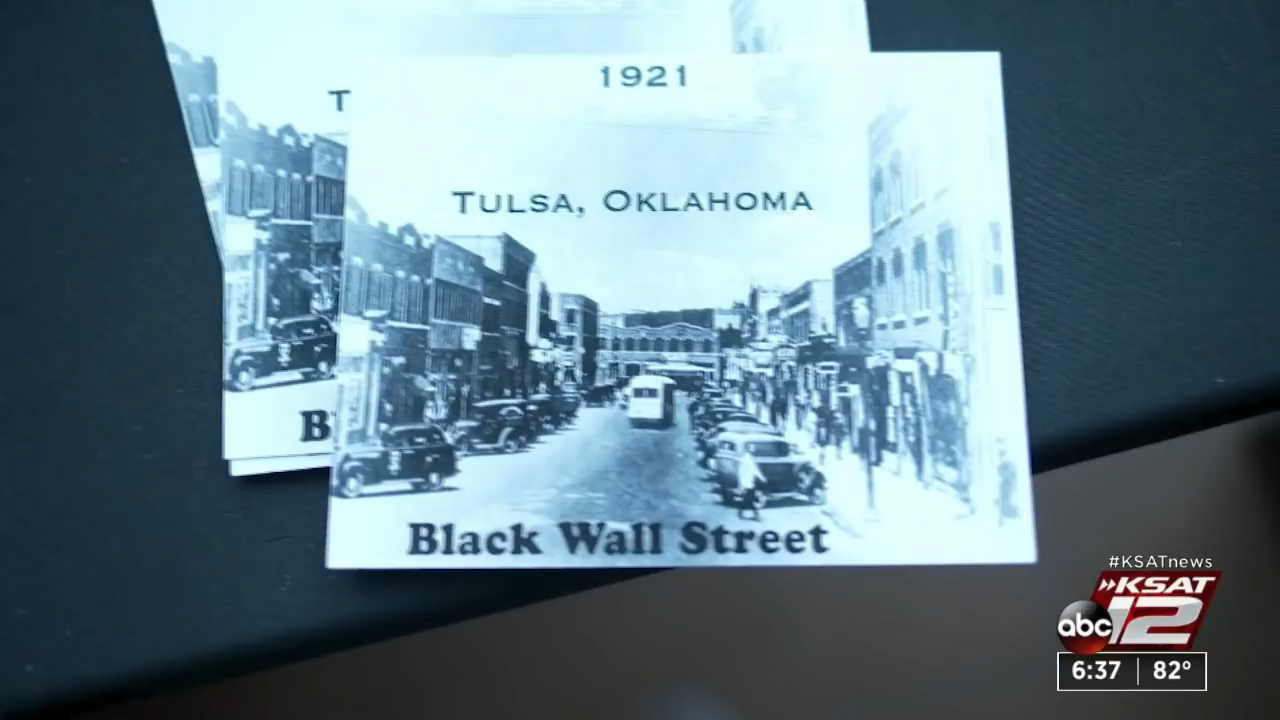 1921
T
TULSA, OKLAHOMA
B
Black Wall Street
#KSATnews
KSAT
abc 12
6:37 82°